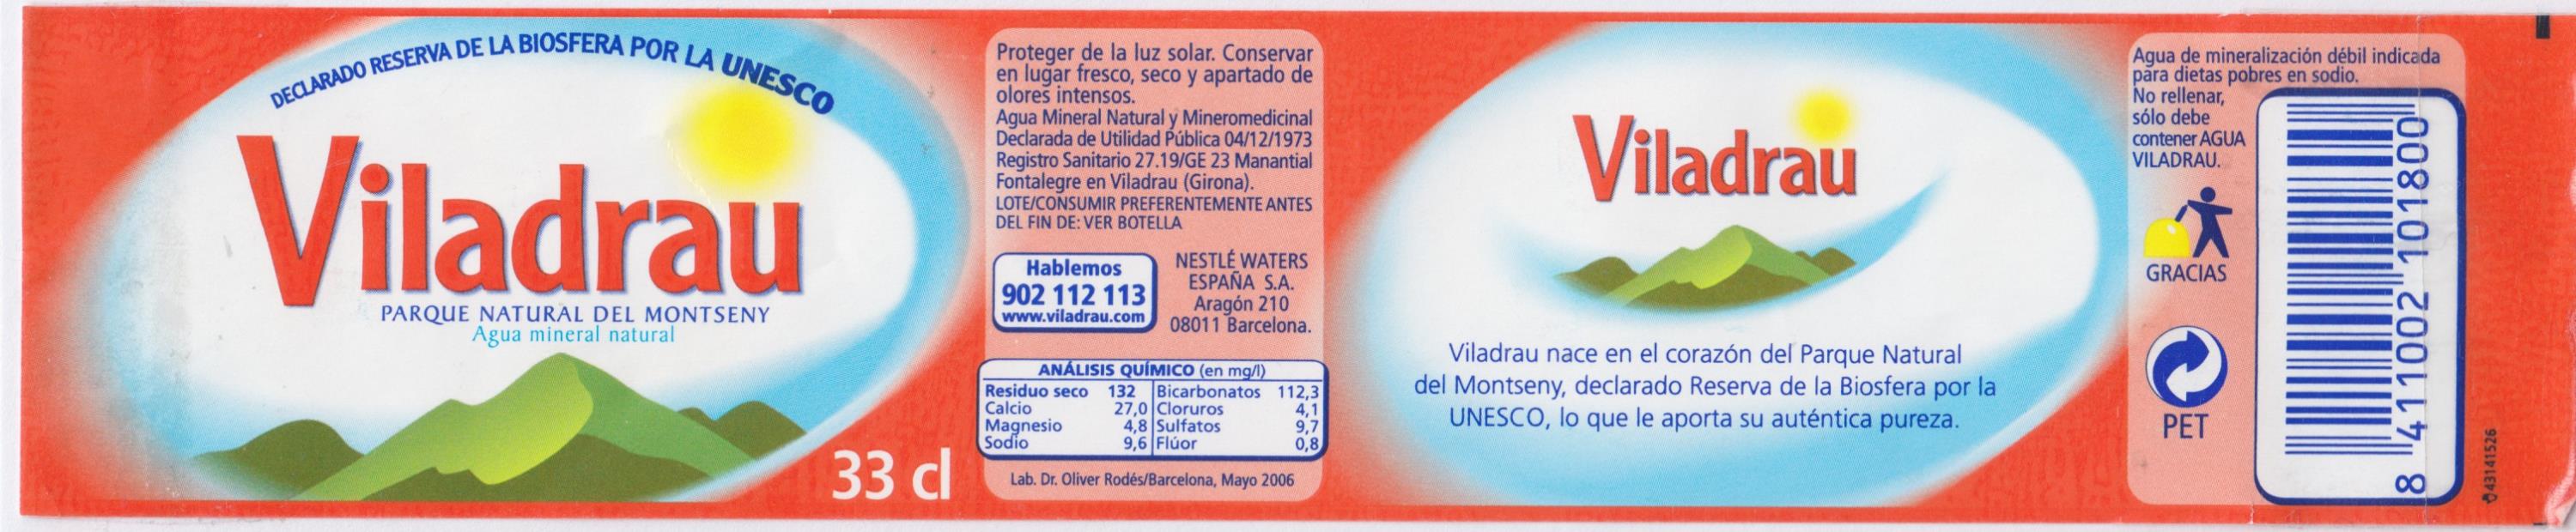 DECLARADO RESERVA DE LA BIOSFERA POR LA UNESCO
Viladrau
PARQUE NATURAL DEL MONTSENY
Agua mineral natural
33 cl
Proteger de la luz solar. Conservar
en lugar fresco, seco y apartado de
olores intensos.
Agua Mineral Natural y Mineromedicinal
Declarada de Utilidad Pública 04/12/1973
Registro Sanitario 27.19/GE 23 Manantial
Fontalegre en Viladrau (Girona).
LOTE/CONSUMIR PREFERENTEMENTE ANTES
DEL FIN DE: VER BOTELLA
Hablemos
902 112 113
www.viladrau.com
NESTLÉ WATERS
ESPAÑA S.A.
Aragón 210
08011 Barcelona.
ANÁLISIS QUÍMICO (en mg/l)
Residuo seco 132 Bicarbonatos 112,3
Calcio 27,0 Cloruros 4,1
Magnesio 4,8 Sulfatos 9,7
Sodio 9,6 Flúor 0,8
Lab. Dr. Oliver Rodés/Barcelona, Mayo 2006
Viladrau
Viladrau nace en el corazón del Parque Natural
del Montseny, declarado Reserva de la Biosfera por la
UNESCO, lo que le aporta su auténtica pureza.
Agua de mineralización débil indicada
para dietas pobres en sodio.
No rellenar,
sólo debe
contener AGUA
VILADRAU.
GRACIAS
PET
8 411002 101800
43141526